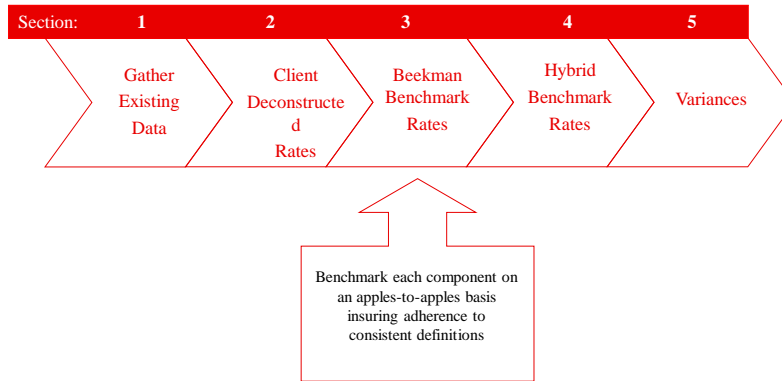 Section: 1 2 3 4 5
Gather
Existing
Data
Client
Deconstructe
d
Rates
Beekman
Benchmark
Rates
Hybrid
Benchmark
Rates
Variances
Benchmark each component on
an apples-to-apples basis
insuring adherence to
consistent definitions